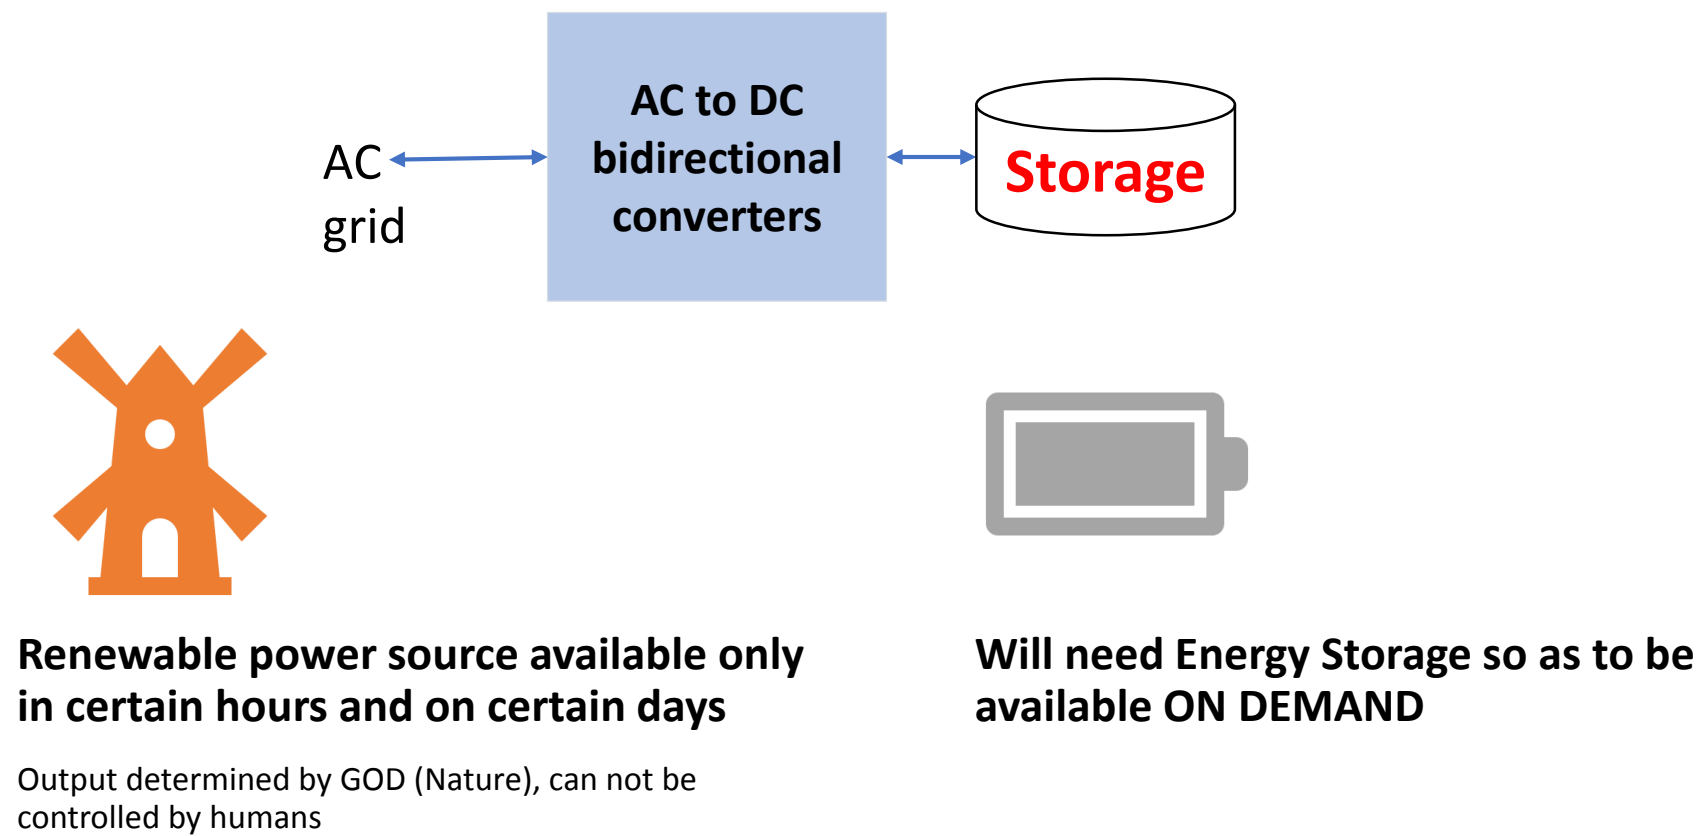 AC
grid
AC to DC
bidirectional
converters
Storage
Renewable power source available only
in certain hours and on certain days
Output determined by GOD (Nature), can not be
controlled by humans
Will need Energy Storage so as to be
available ON DEMAND